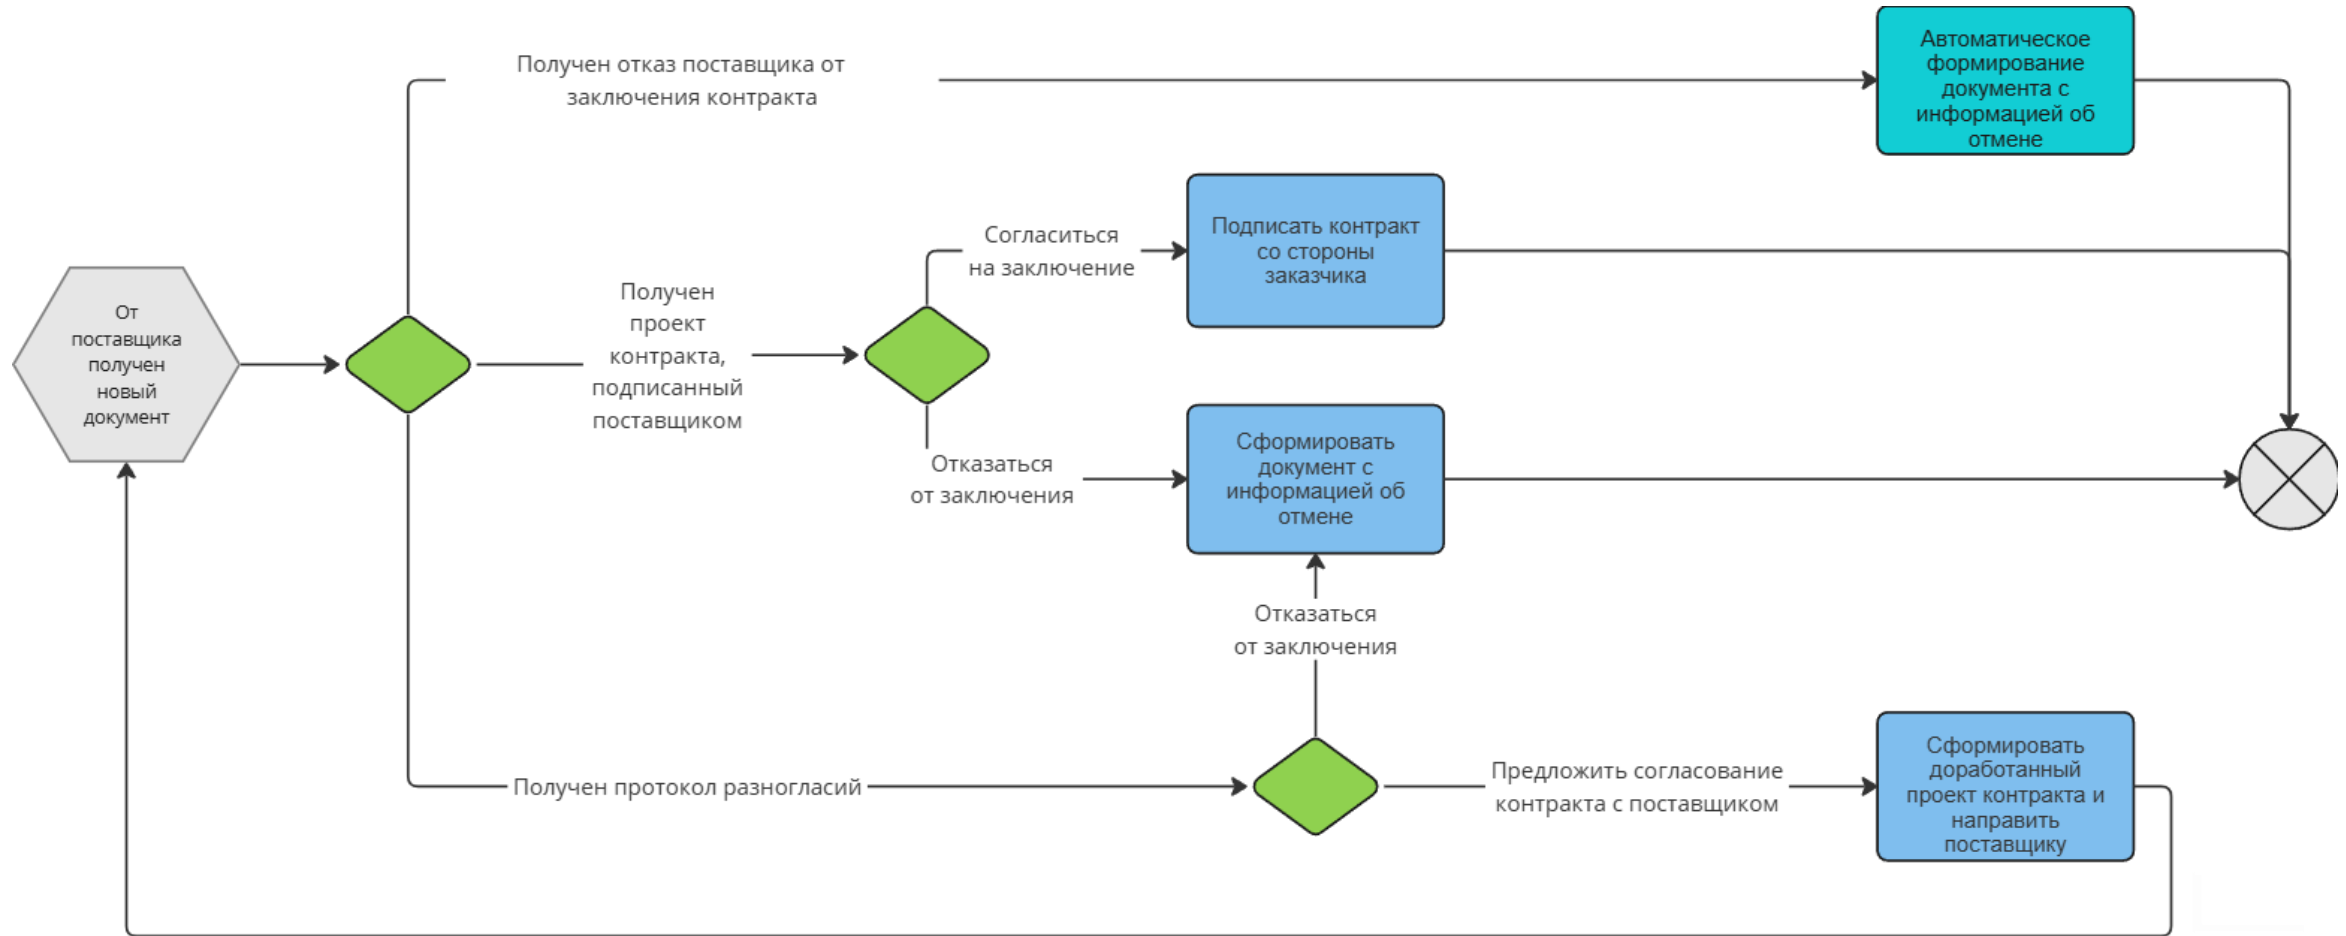 Получен отказ поставщика от
заключения контракта
Автоматическое
формирование
документа с
информацией об
отмене
Согласиться
на заключение
Подписать контракт
со стороны
заказчика
От
поставщика
получен
новый
документ
Получен
проект
контракта,
подписанный
поставщиком
Отказаться
от заключения
Сформировать
документ с
информацией об
отмене
Отказаться
от заключения
Получен протокол разногласий
Предложить согласование
контракта с поставщиком
Сформировать
доработанный
проект контракта и
направить
поставщику